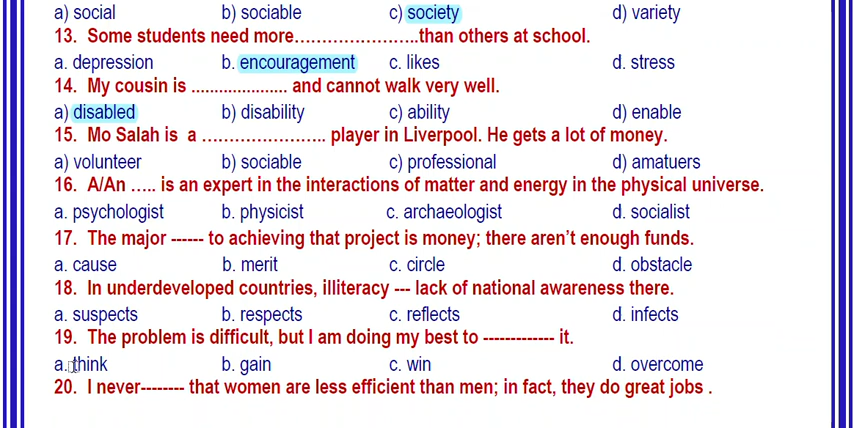 a) social b) sociable c) society d) variety
13. Some students need more…………………..than others at school.
a. depression b. encouragement c. likes d. stress
14. My cousin is ..................... and cannot walk very well.
a) disabled b) disability c) ability d) enable
15. Mo Salah is a ………………….. player in Liverpool. He gets a lot of money.
a) volunteer b) sociable c) professional d) amatuers
16. A/An ….. is an expert in the interactions of matter and energy in the physical universe.
a. psychologist b. physicist c. archaeologist d. socialist
17. The major ------ to achieving that project is money; there aren’t enough funds.
a. cause b. merit c. circle d. obstacle
18. In underdeveloped countries, illiteracy --- lack of national awareness there.
a. suspects b. respects c. reflects d. infects
19. The problem is difficult, but I am doing my best to ------------- it.
a. think b. gain c. win d. overcome
20. I never-------- that women are less efficient than men; in fact, they do great jobs .